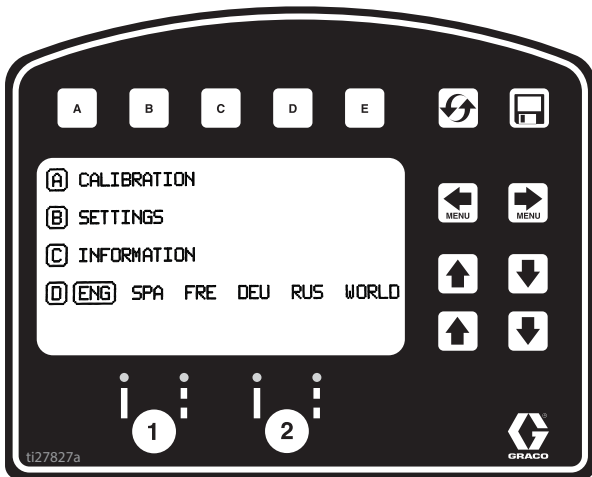 A B C D E
A CALIBRATION
MENU MENU
B SETTINGS
C INFORMATION
D ENG SPA FRE DEU RUS WORLD
1 2
ti27827a
GRACO